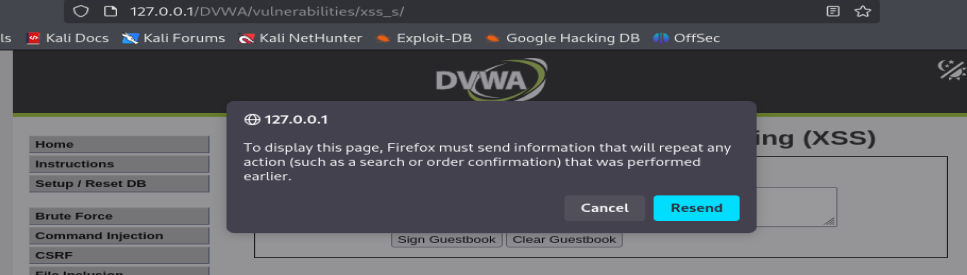 127.0.0.1/DVWA/vulnerabilities/xss_s/
ls Kali Docs Kali Forums Kali NetHunter Exploit-DB Google Hacking DB OffSec
DVWA
127.0.0.1
To display this page, Firefox must send information that will repeat any
action (such as a search or order confirmation) that was performed
earlier.
Cancel Resend
ing (XSS)
Home
Instructions
Setup / Reset DB
Brute Force
Command Injection
CSRF
File Inclusion
Sign Guestbook Clear Guestbook